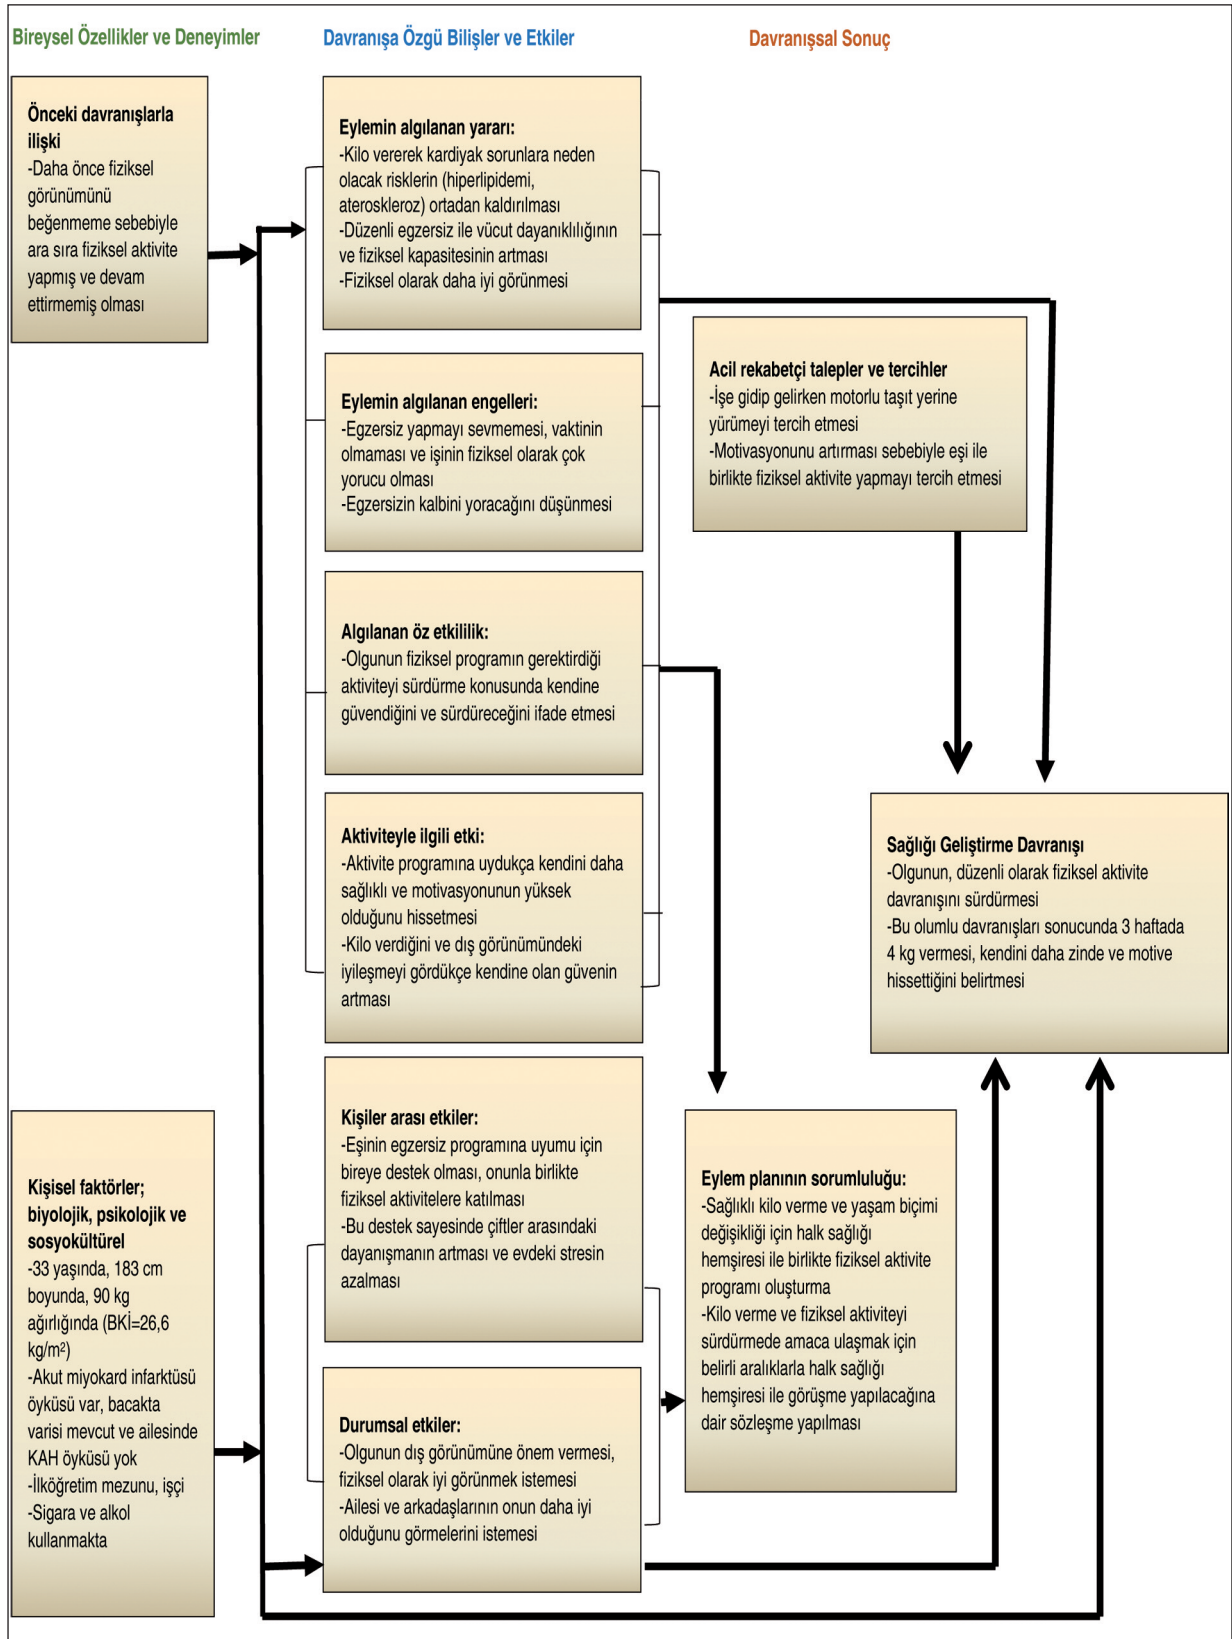 Bireysel Özellikler ve Deneyimler
Davranışa Özgü Bilişler ve Etkiler
Davranışsal Sonuç
Önceki davranışlarla
ilişki
-Daha önce fiziksel
görünümünü
beğenmeme sebebiyle
ara sıra fiziksel aktivite
yapmış ve devam
ettirmemiş olması
Kişisel faktörler;
biyolojik, psikolojik ve
sosyokültürel
-33 yaşında, 183 cm
boyunda, 90 kg
ağırlığında (BKİ=26,6
kg/m²)
-Akut miyokard infarktüsü
öyküsü var, bacakta
varisi mevcut ve ailesinde
KAH öyküsü yok
-İlköğretim mezunu, işçi
-Sigara ve alkol
kullanmakta
Eylemin algılanan yararı:
-Kilo vererek kardiyak sorunlara neden
olacak risklerin (hiperlipidemi,
ateroskleroz) ortadan kaldırılması
-Düzenli egzersiz ile vücut dayanıklılığının
ve fiziksel kapasitesinin artması
-Fiziksel olarak daha iyi görünmesi
Eylemin algılanan engelleri:
-Egzersiz yapmayı sevmemesi, vaktinin
olmaması ve işinin fiziksel olarak çok
yorucu olması
-Egzersizin kalbini yoracağını düşünmesi
Algılanan öz etkililik:
-Olgunun fiziksel programın gerektirdiği
aktiviteyi sürdürme konusunda kendine
güvendiğini ve sürdüreceğini ifade etmesi
Aktiviteyle ilgili etki:
-Aktivite programına uydukça kendini daha
sağlıklı ve motivasyonunun yüksek
olduğunu hissetmesi
-Kilo verdiğini ve dış görünümündeki
iyileşmeyi gördükçe kendine olan güvenin
artması
Kişiler arası etkiler:
-Eşinin egzersiz programına uyumu için
bireye destek olması, onunla birlikte
fiziksel aktivitelere katılması
-Bu destek sayesinde çiftler arasındaki
dayanışmanın artması ve evdeki stresin
azalması
Durumsal etkiler:
-Olgunun dış görünümüne önem vermesi,
fiziksel olarak iyi görünmek istemesi
-Ailesi ve arkadaşlarının onun daha iyi
olduğunu görmelerini istemesi
Acil rekabetçi talepler ve tercihler
-İşe gidip gelirken motorlu taşıt yerine
yürümeyi tercih etmesi
-Motivasyonunu artırması sebebiyle eşi ile
birlikte fiziksel aktivite yapmayı tercih etmesi
Eylem planının sorumluluğu:
-Sağlıklı kilo verme ve yaşam biçimi
değişikliği için halk sağlığı
hemşiresi ile birlikte fiziksel aktivite
programı oluşturma
-Kilo verme ve fiziksel aktiviteyi
sürdürmede amaca ulaşmak için
belirli aralıklarla halk sağlığı
hemşiresi ile görüşme yapılacağına
dair sözleşme yapılması
Sağlığı Geliştirme Davranışı
-Olgunun, düzenli olarak fiziksel aktivite
davranışını sürdürmesi
-Bu olumlu davranışları sonucunda 3 haftada
4 kg vermesi, kendini daha zinde ve motive
hissettiğini belirtmesi